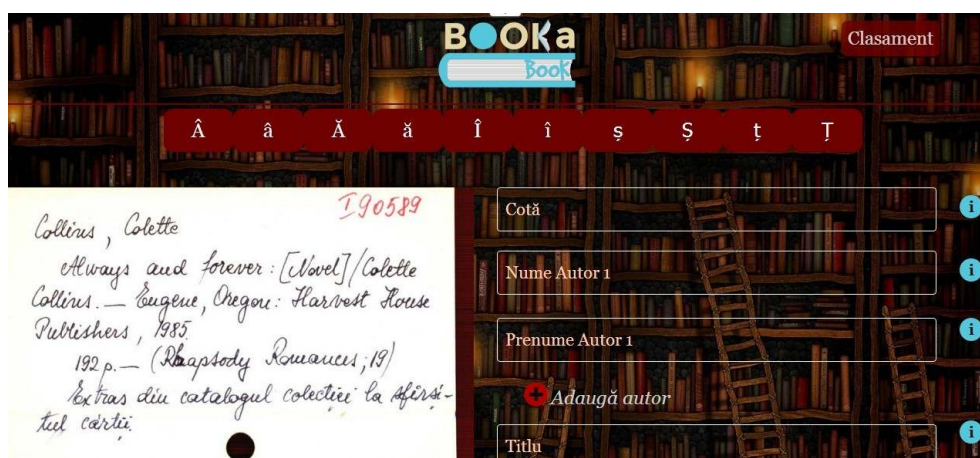 BOOKa
Book
Clasament
Â â Ă ă Î î ș Ș ț Ț
I 90589
Collins, Colette
Always and forever: [Novel]/Colette
Collins. — Eugene, Oregon: Harvest House
Publishers, 1985
192 p. — (Rhapsody Romances; 19)
Extras din catalogul colecției la sfîrși-
tul cărții.
Cotă
Nume Autor 1
Prenume Autor 1
Adaugă autor
Titlu